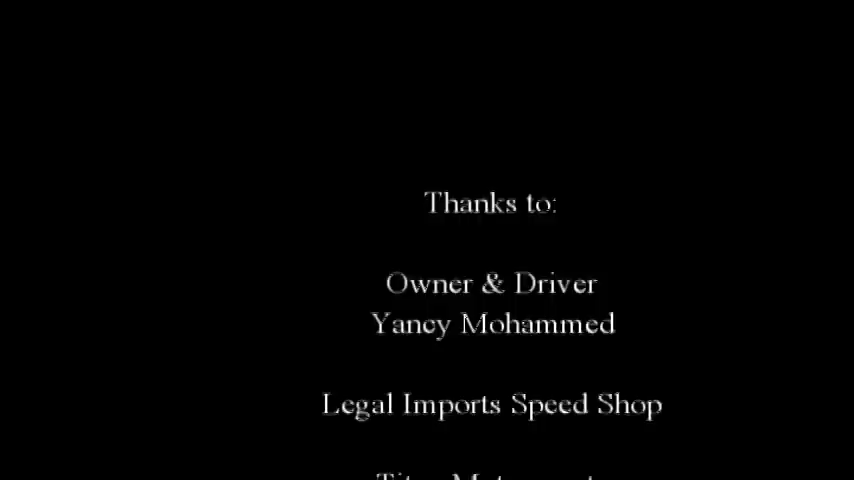 Thanks to:
Owner & Driver
Yancy Mohammed
Legal Imports Speed Shop